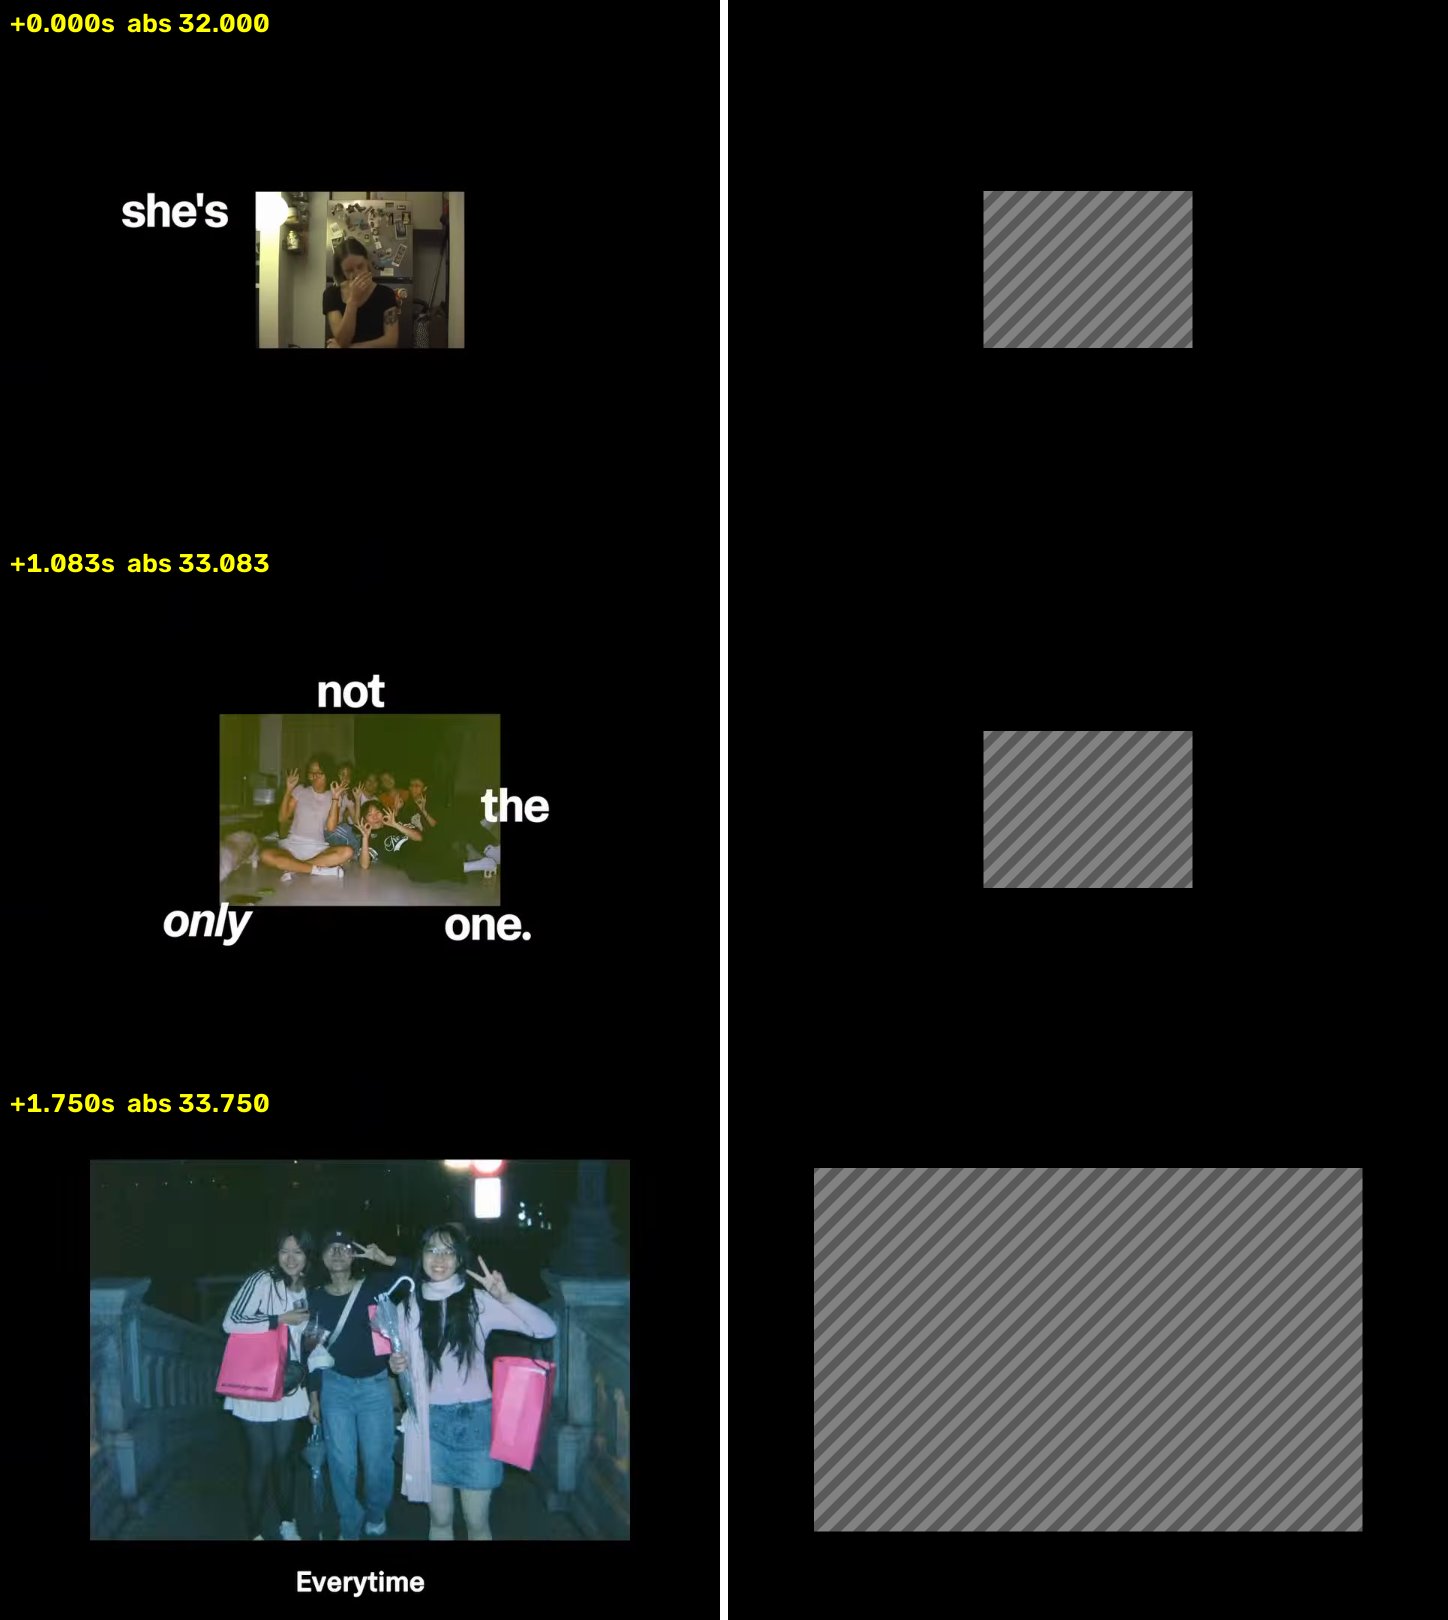 +0.000s abs 32.000
she's
+1.083s abs 33.083
not
the
only
one.
+1.750s abs 33.750
Everytime